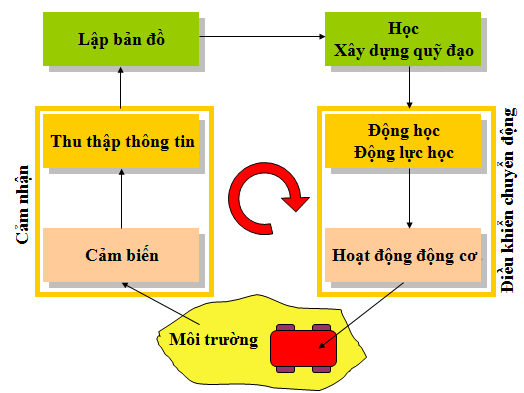 Lập bản đồ
Học
Xây dựng quỹ đạo
Thu thập thông tin
Động học
Động lực học
Cảm nhận
Điều khiển chuyển động
Cảm biến
Hoạt động động cơ
Môi trường